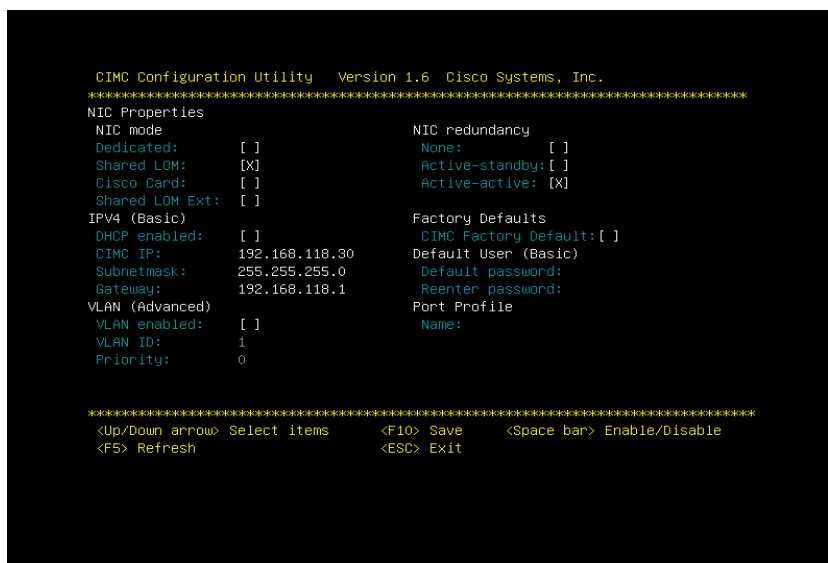 CIMC Configuration Utility Version 1.6 Cisco Systems, Inc.
********************************************************************************
NIC Properties
NIC mode NIC redundancy
Dedicated: [ ] None: [ ]
Shared LOM: [X] Active-standby:[ ]
Cisco Card: [ ] Active-active: [X]
Shared LOM Ext: [ ]
IPV4 (Basic) Factory Defaults
DHCP enabled: [ ] CIMC Factory Default:[ ]
CIMC IP: 192.168.118.30 Default User (Basic)
Subnetmask: 255.255.255.0 Default password:
Gateway: 192.168.118.1 Reenter password:
VLAN (Advanced) Port Profile
VLAN enabled: [ ] Name:
VLAN ID: 1
Priority: 0
********************************************************************************
<Up/Down arrow> Select items <F10> Save <Space bar> Enable/Disable
<F5> Refresh <ESC> Exit